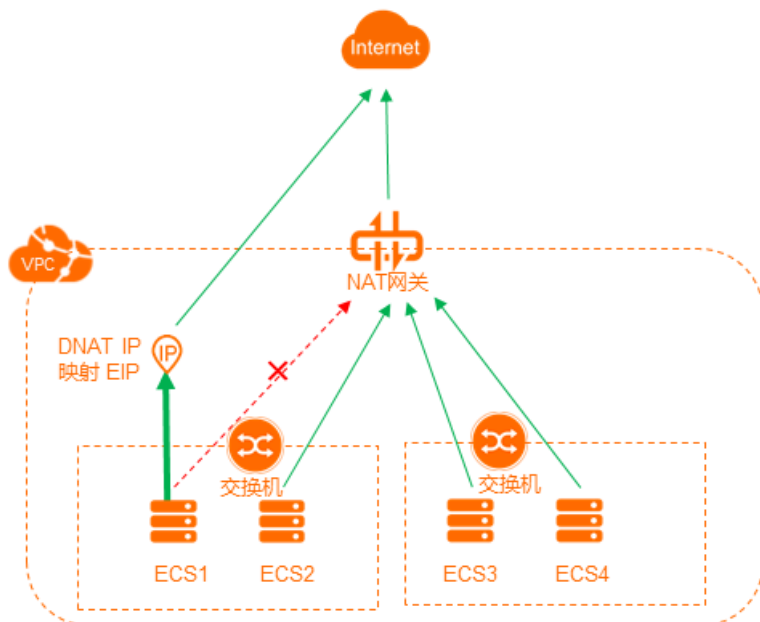 Internet
VPC
NAT网关
DNAT IP
映射 EIP
IP
交换机
交换机
ECS1
ECS2
ECS3
ECS4